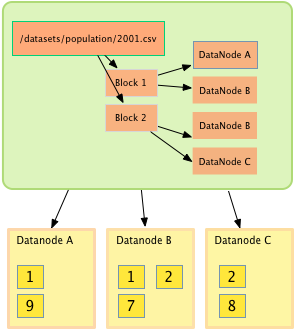 /datasets/population/2001.csv
DataNode A
Block 1
DataNode B
Block 2
DataNode B
DataNode C
Datanode A
1
9
Datanode B
1 2
7
Datanode C
2
8